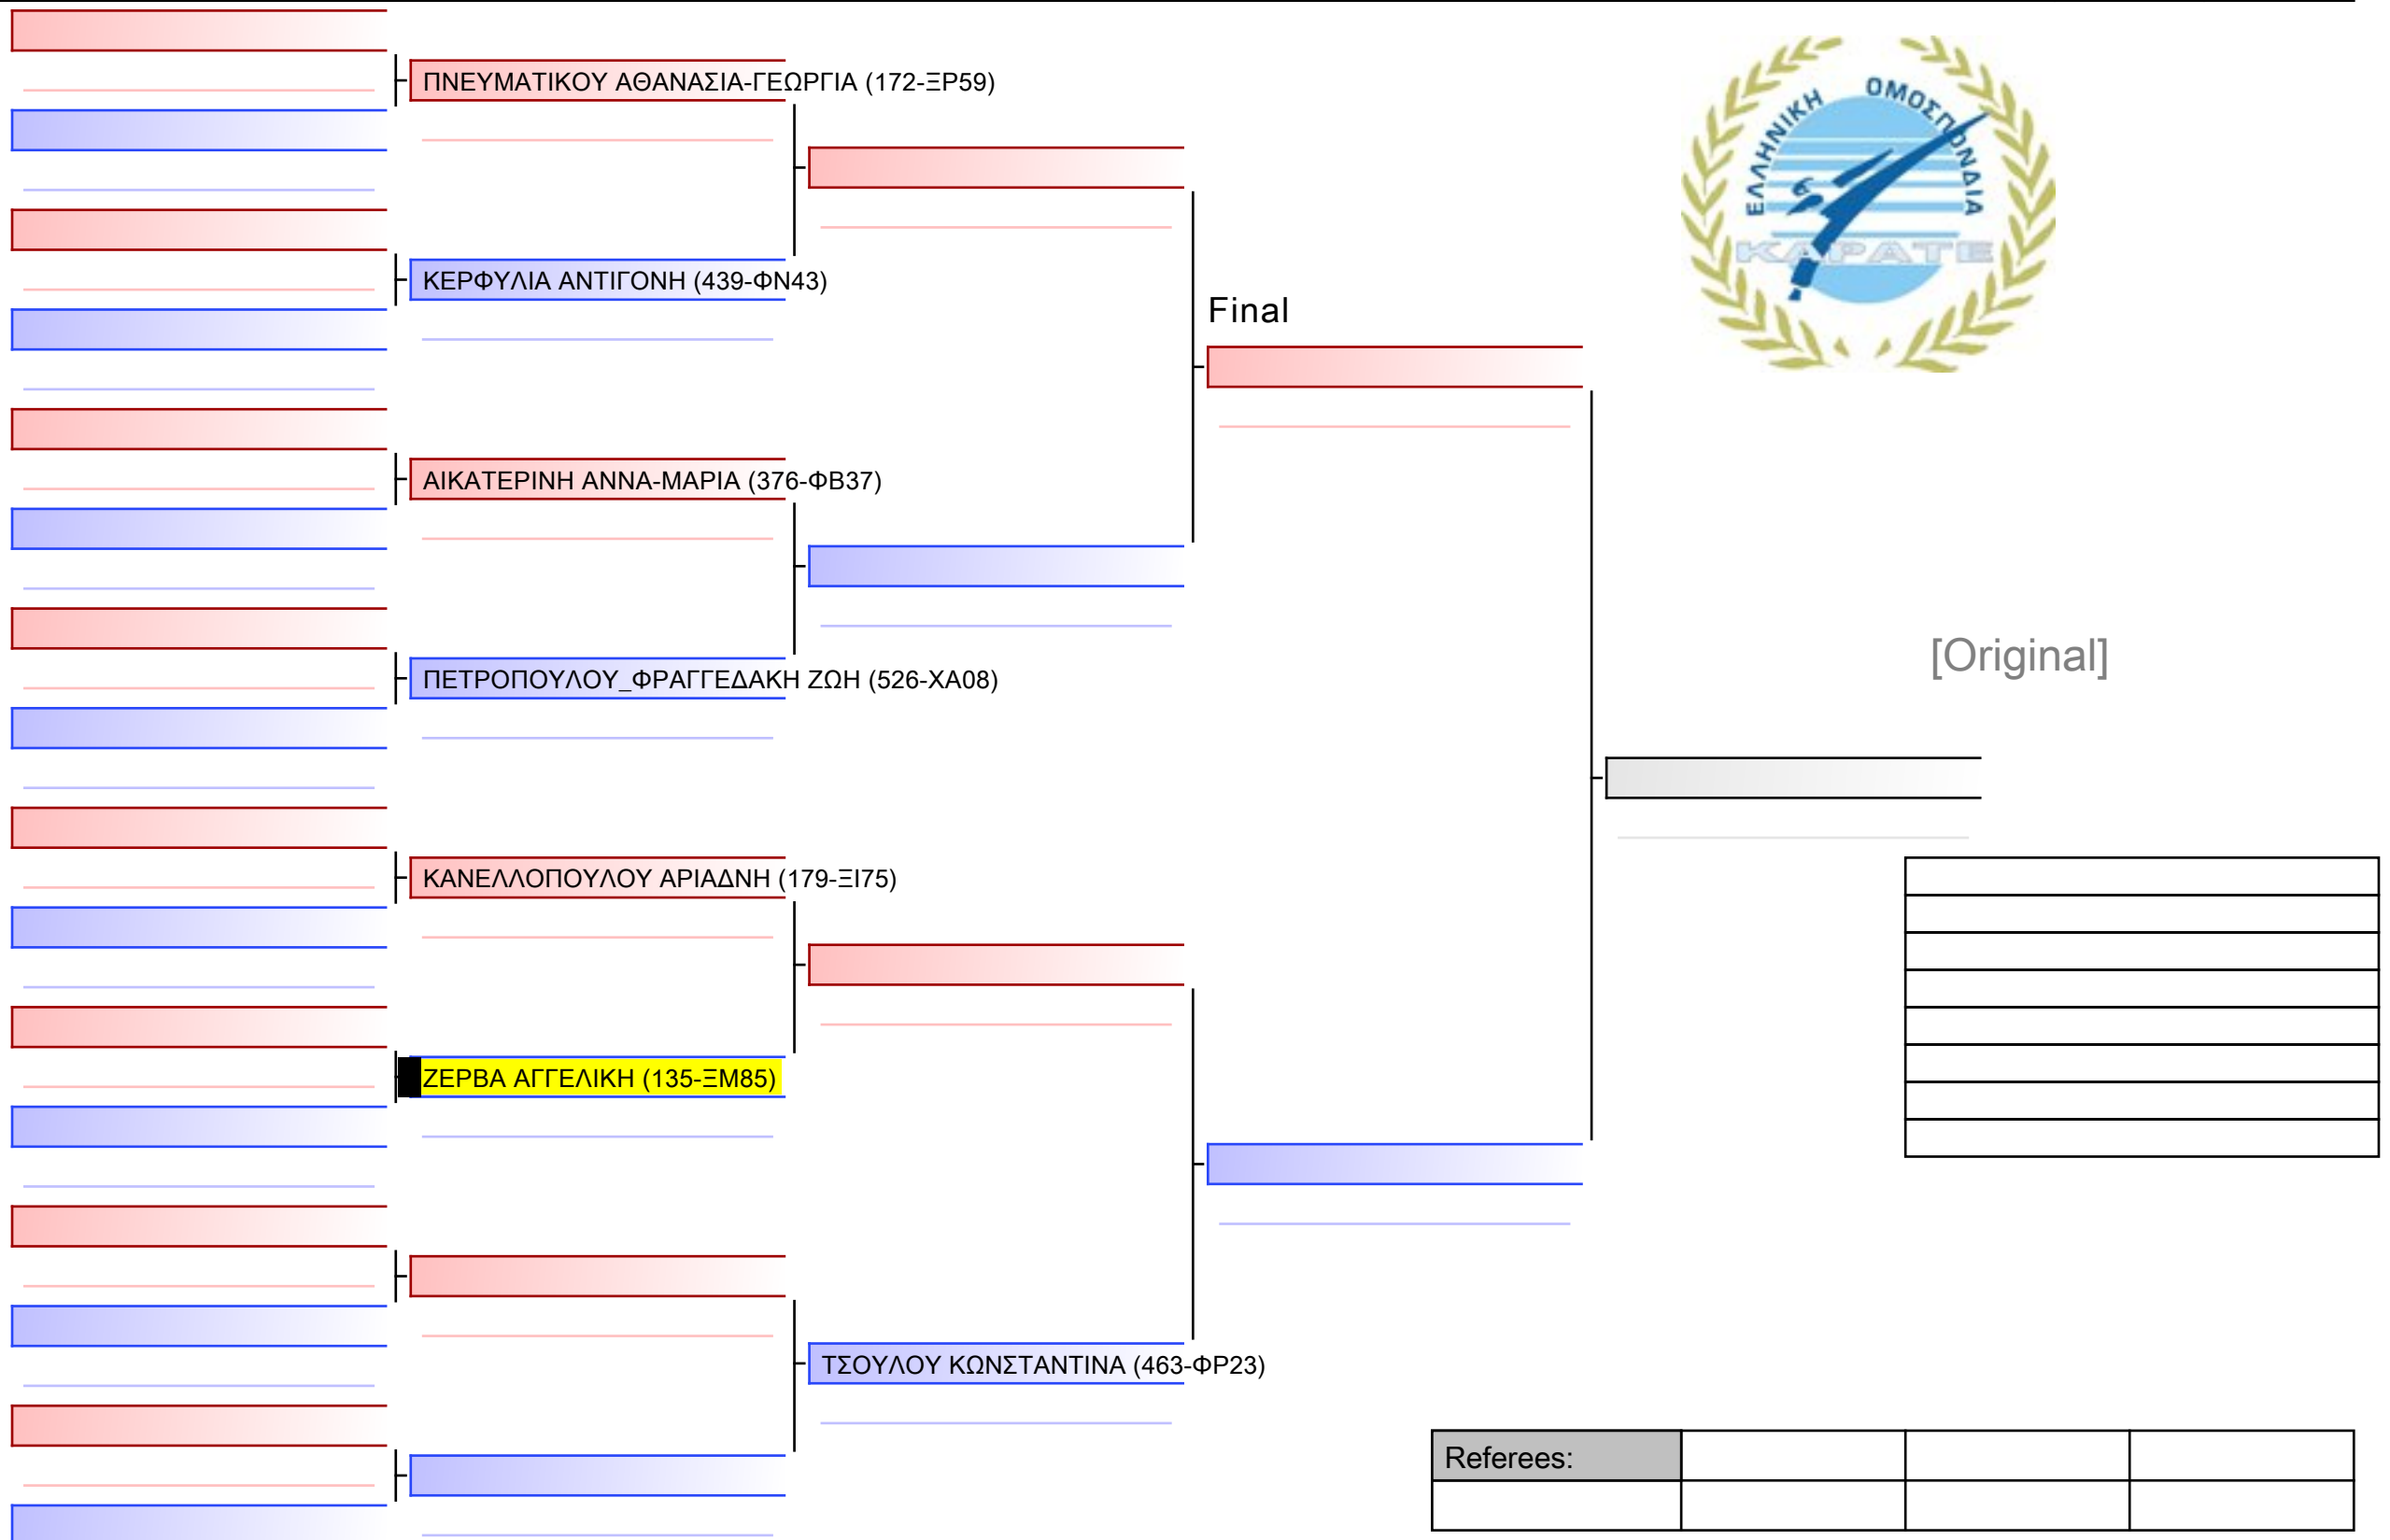 ΠΝΕΥΜΑΤΙΚΟΥ ΑΘΑΝΑΣΙΑ-ΓΕΩΡΓΙΑ (172-ΞΡ59)
ΕΛΛΗΝΙΚΗ ΟΜΟΣΠΟΝΔΙΑ
ΚΑΡΑΤΕ
ΚΕΡΦΥΛΙΑ ΑΝΤΙΓΟΝΗ (439-ΦΝ43)
Final
ΑΙΚΑΤΕΡΙΝΗ ΑΝΝΑ-ΜΑΡΙΑ (376-ΦΒ37)
[Original]
ΠΕΤΡΟΠΟΥΛΟΥ_ΦΡΑΓΓΕΔΑΚΗ ΖΩΗ (526-ΧΑ08)
ΚΑΝΕΛΛΟΠΟΥΛΟΥ ΑΡΙΑΔΝΗ (179-ΞΙ75)
ΖΕΡΒΑ ΑΓΓΕΛΙΚΗ (135-ΞΜ85)
ΤΣΟΥΛΟΥ ΚΩΝΣΤΑΝΤΙΝΑ (463-ΦΡ23)
Referees: